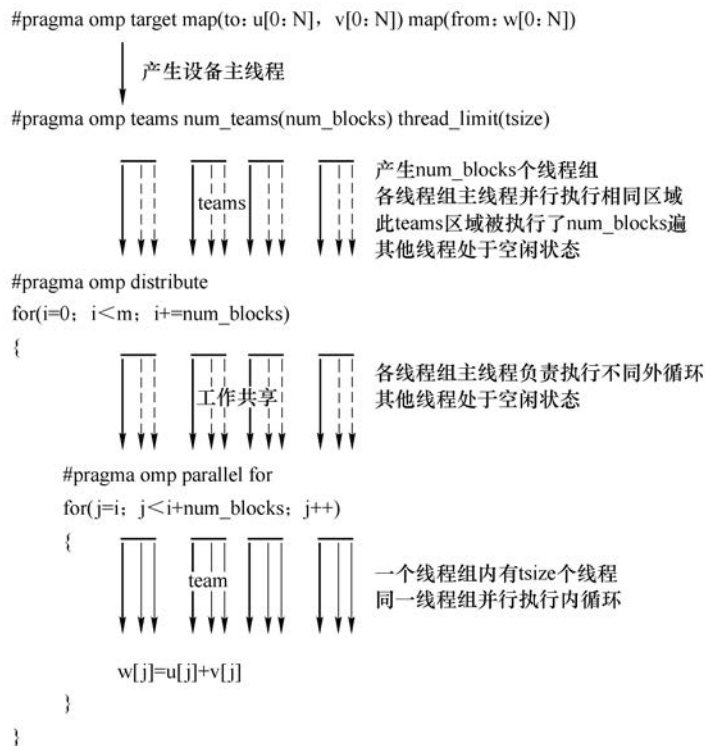 #pragma omp target map(to: u[0: N], v[0: N]) map(from: w[0: N])
产生设备主线程
#pragma omp teams num_teams(num_blocks) thread_limit(tsize)
teams
产生num_blocks个线程组
各线程组主线程并行执行相同区域
此teams区域被执行了num_blocks遍
其他线程处于空闲状态
#pragma omp distribute
for(i=0; i<m; i+=num_blocks)
{
工作共享
各线程组主线程负责执行不同外循环
其他线程处于空闲状态
#pragma omp parallel for
for(j=i; j<i+num_blocks; j++)
{
team
一个线程组内有tsize个线程
同一线程组并行执行内循环
w[j]=u[j]+v[j]
}
}